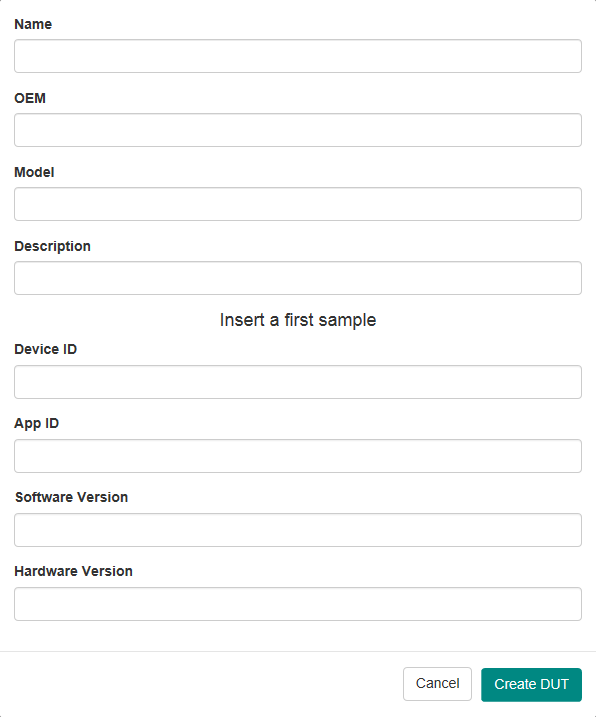 Name
OEM
Model
Description
Insert a first sample
Device ID
App ID
Software Version
Hardware Version
Cancel
Create DUT